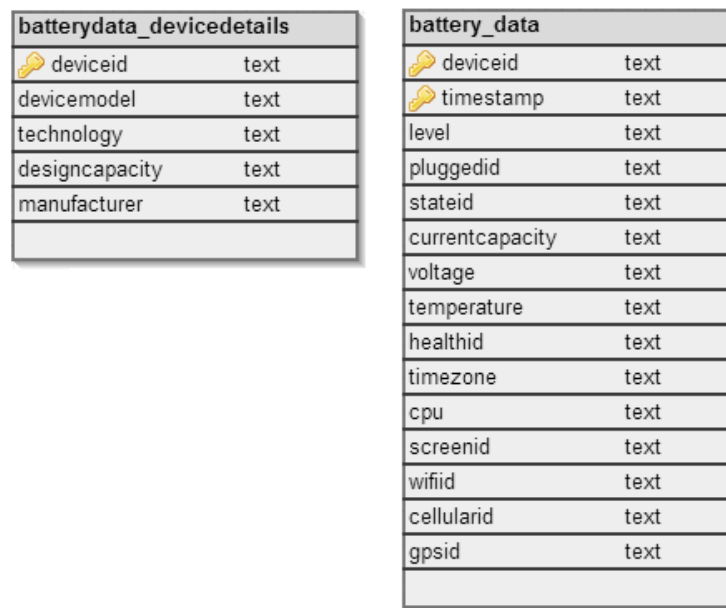 batterydata_devicedetails
deviceid text
devicemodel text
technology text
designcapacity text
manufacturer text
battery_data
deviceid text
timestamp text
level text
pluggedid text
stateid text
currentcapacity text
voltage text
temperature text
healthid text
timezone text
cpu text
screenid text
wifiid text
cellularid text
gpsid text